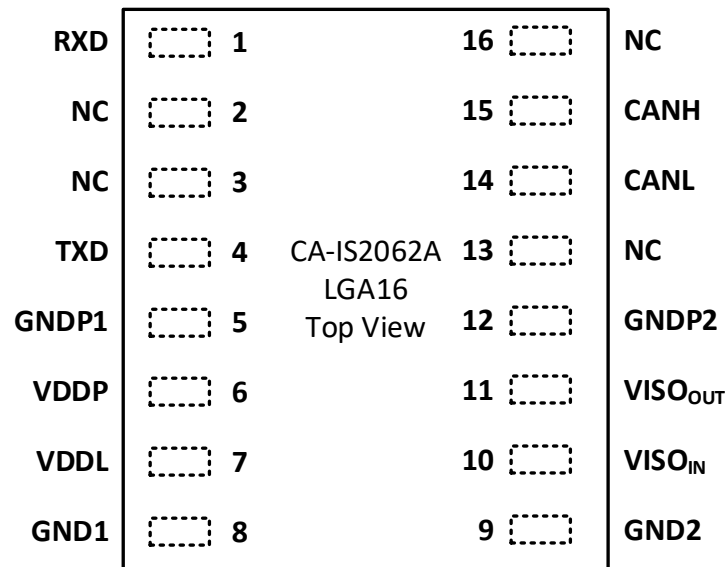 RXD 1 16 NC
NC 2 15 CANH
NC 3 14 CANL
TXD 4 CA-IS2062A 13 NC
LGA16
GNDP1 5 Top View 12 GNDP2
VDDP 6 11 VISOOUT
VDDL 7 10 VISOIN
GND1 8 9 GND2